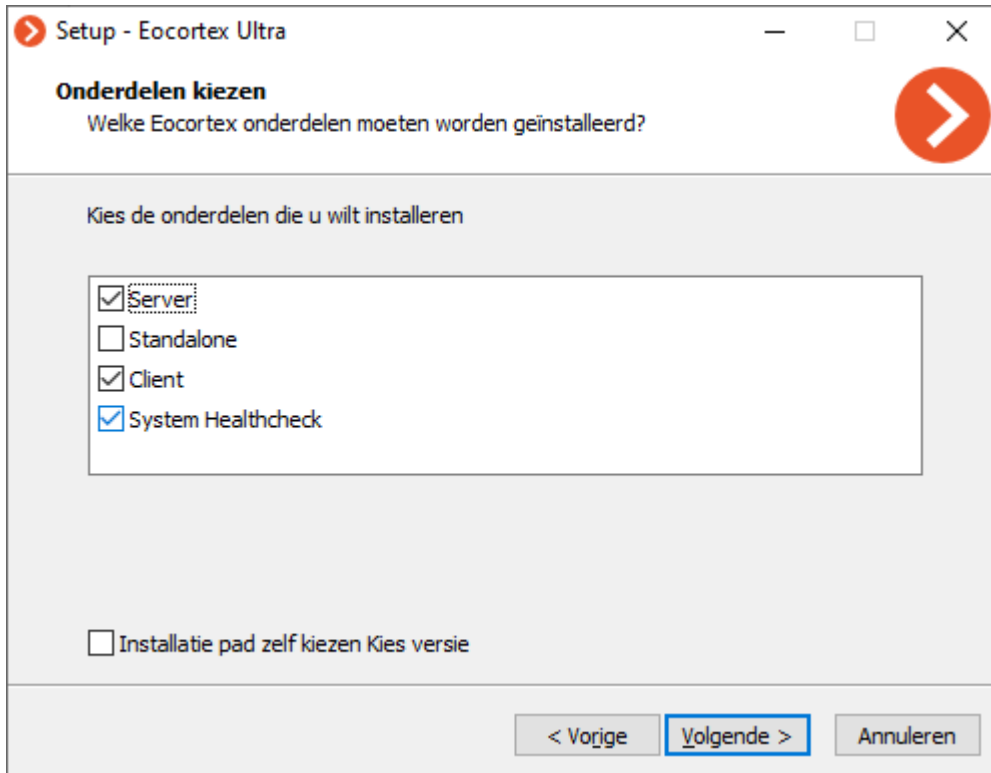 Setup - Eocortex Ultra
Onderdelen kiezen
Welke Eocortex onderdelen moeten worden geïnstalleerd?
Kies de onderdelen die u wilt installeren
Server
Standalone
Client
System Healthcheck
Installatie pad zelf kiezen Kies versie
< Vorige Volgende > Annuleren